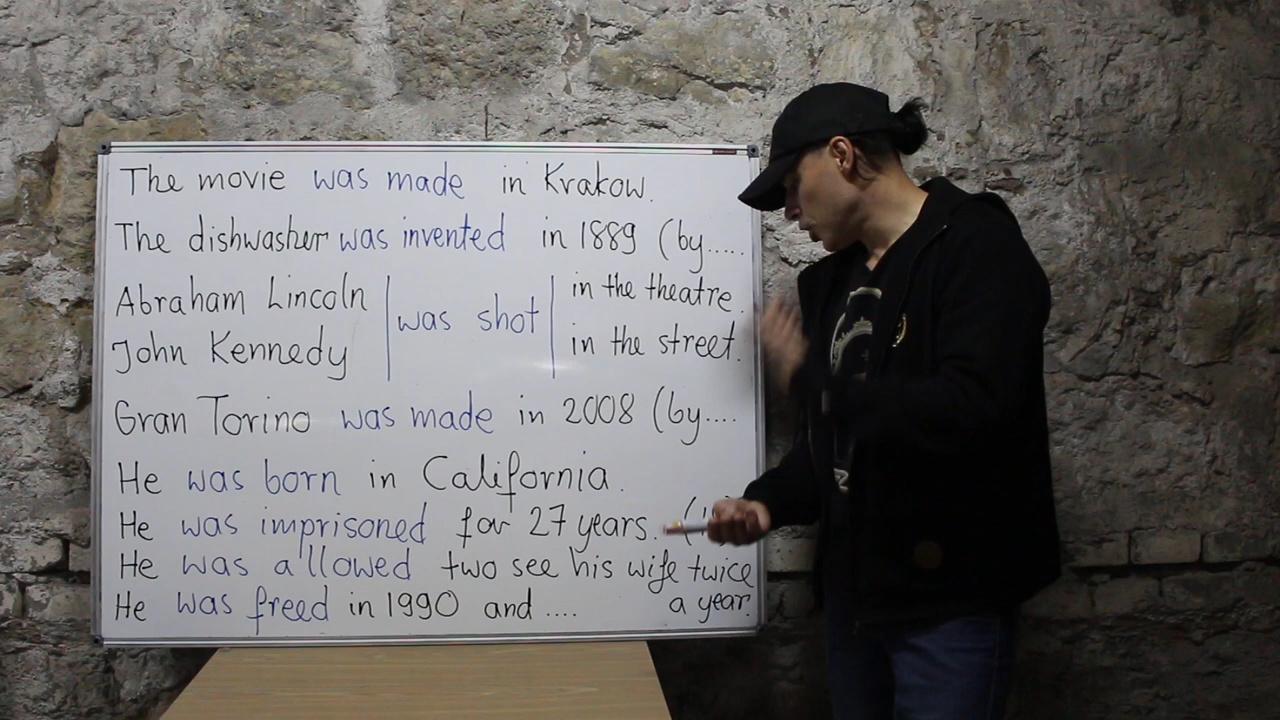 The movie was made in Krakow.
The dishwasher was invented in 1889 (by....
Abraham Lincoln | was shot | in the theatre.
John Kennedy | in the street.
Gran Torino was made in 2008 (by....
He was born in California.
He was imprisoned for 27 years. (
He was allowed two see his wife twice
a year.
He was freed in 1990 and ....